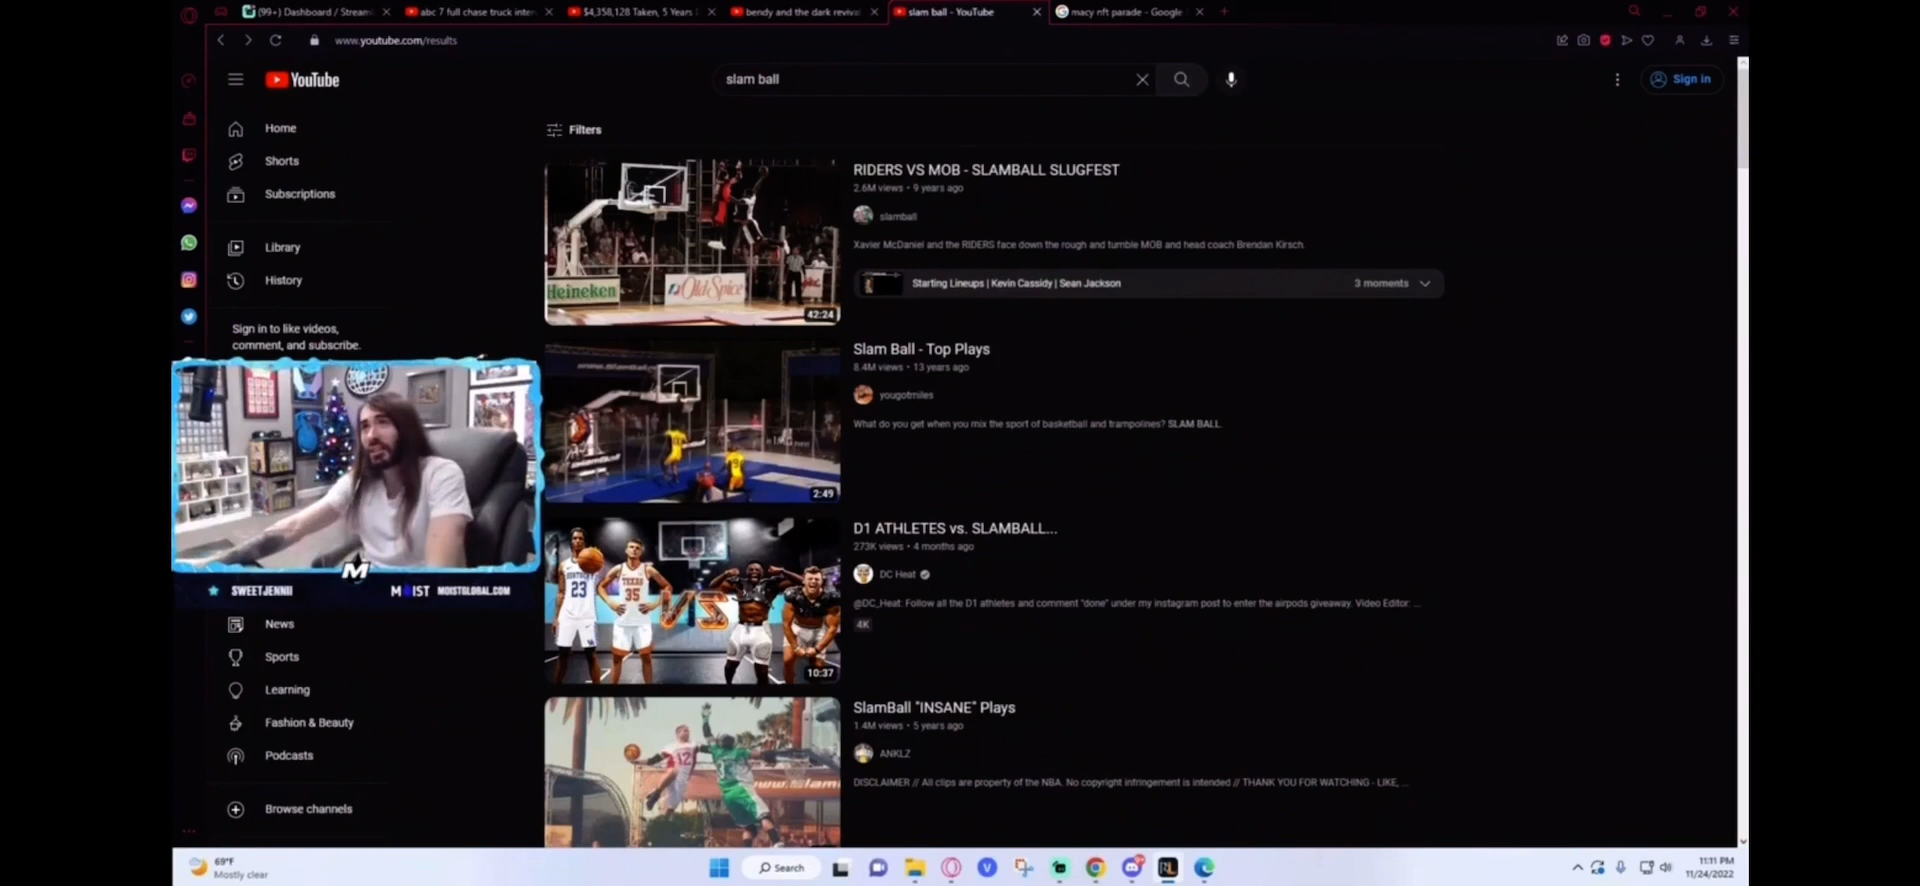 (99+) Dashboard / Streaml
abc 7 full chase truck inter
$4,358,128 Taken, 5 Years
bendy and the dark revival
slam ball - YouTube
macy nft parade - Google
www.youtube.com/results
YouTube
slam ball
Sign in
Home
Shorts
Subscriptions
Library
History
Sign in to like videos,
comment, and subscribe.
SWEETJENNII
MOIST MOISTGLOBAL.COM
News
Sports
Learning
Fashion & Beauty
Podcasts
Browse channels
Filters
Heineken
Old Spice
42:24
RIDERS VS MOB - SLAMBALL SLUGFEST
2.6M views • 9 years ago
slamball
Xavier McDaniel and the RIDERS face down the rough and tumble MOB and head coach Brendan Kirsch.
Starting Lineups | Kevin Cassidy | Sean Jackson
3 moments
2:49
Slam Ball - Top Plays
8.4M views • 13 years ago
yougotmiles
What do you get when you mix the sport of basketball and trampolines? SLAM BALL.
KENTUCKY
23
TEXAS
35
VS
10:37
D1 ATHLETES vs. SLAMBALL...
273K views • 4 months ago
DC Heat
@DC_Heat: Follow all the D1 athletes and comment "done" under my instagram post to enter the airpods giveaway. Video Editor: ...
4K
12
SlamBall "INSANE" Plays
1.4M views • 5 years ago
ANKLZ
DISCLAIMER // All clips are property of the NBA. No copyright infringement is intended // THANK YOU FOR WATCHING - LIKE, ...
69°F
Mostly clear
Search
11:11 PM
11/24/2022